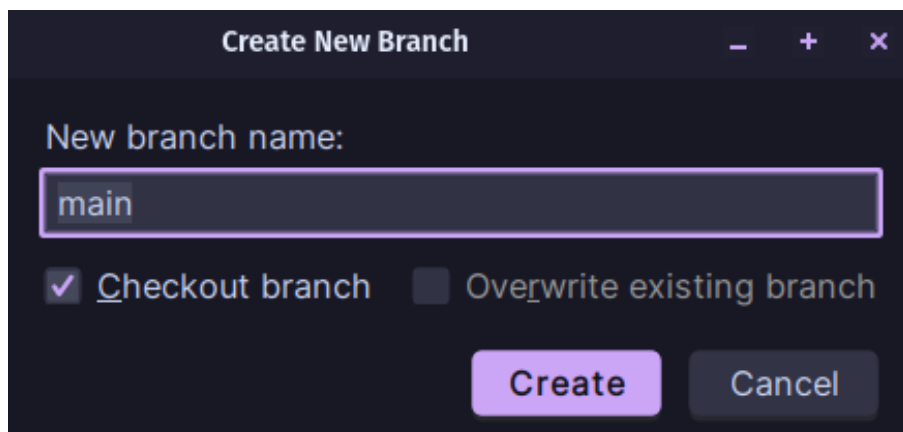 Create New Branch
New branch name:
main
Checkout branch Overwrite existing branch
Create Cancel